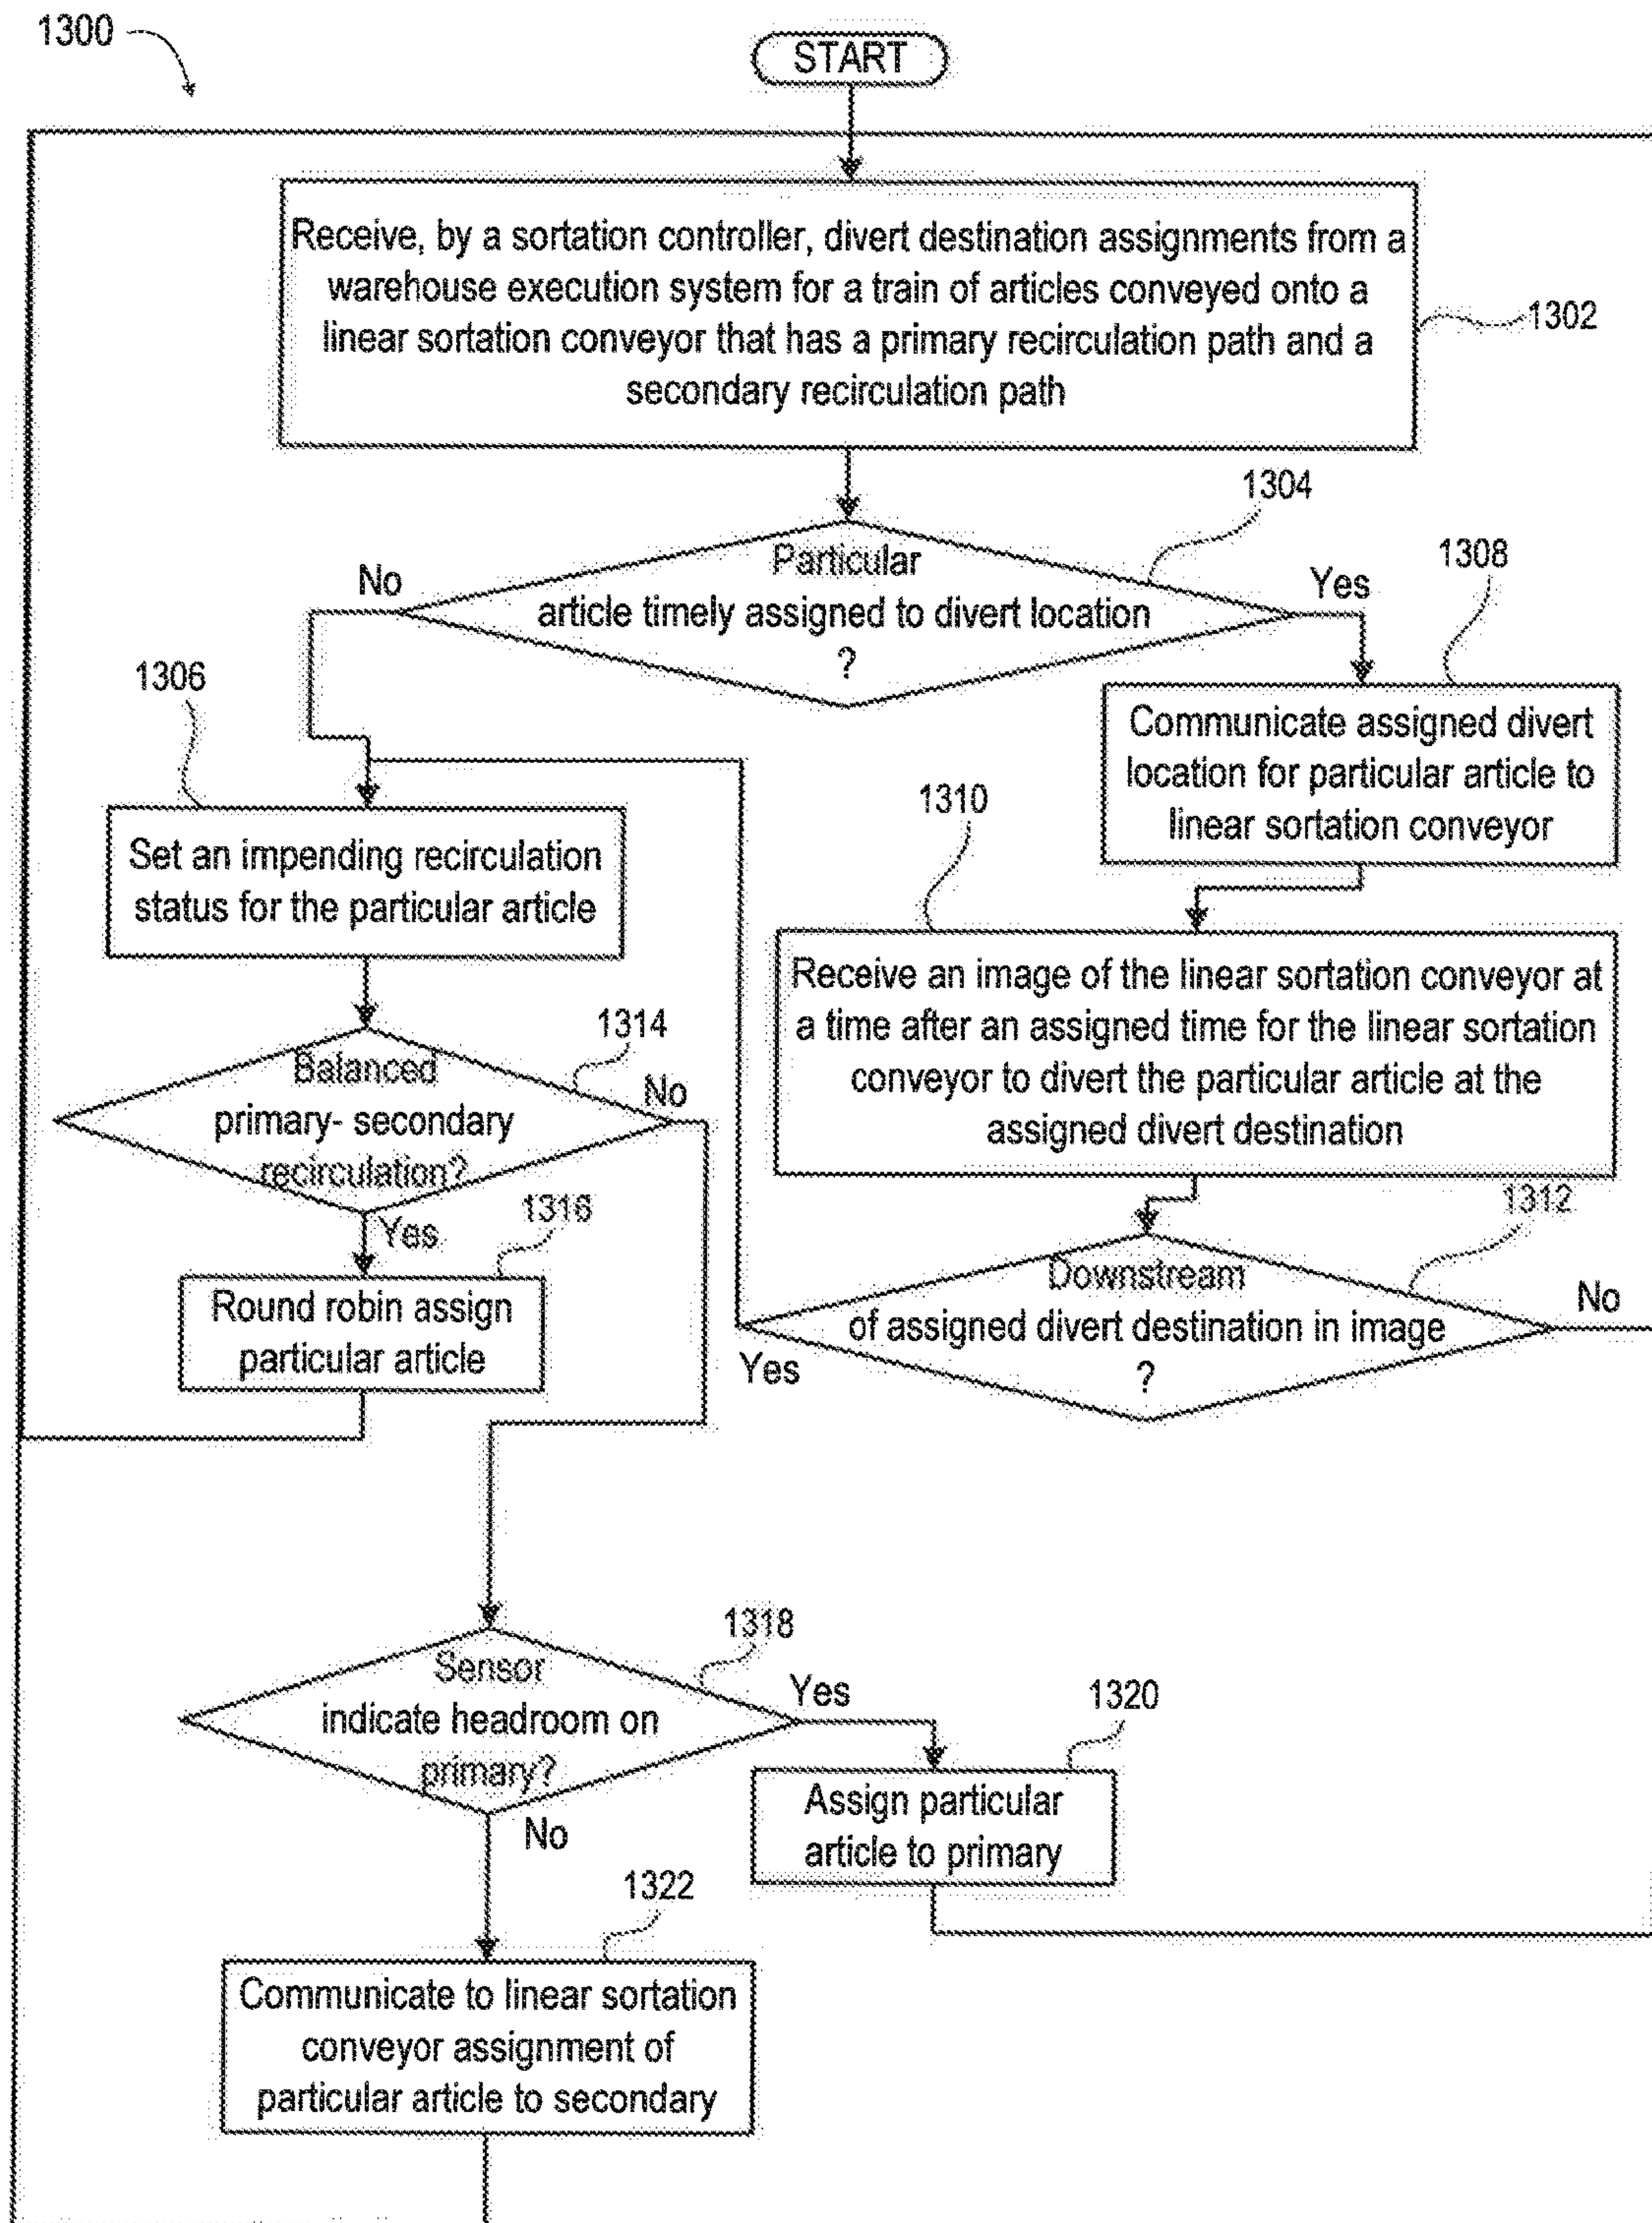 1300
START
Receive, by a sortation controller, divert destination assignments from a
warehouse execution system for a train of articles conveyed onto a
linear sortation conveyor that has a primary recirculation path and a
secondary recirculation path
1302
1304
Particular
article timely assigned to divert location
?
No
Yes
1308
Communicate assigned divert
location for particular article to
linear sortation conveyor
1306
Set an impending recirculation
status for the particular article
1310
Receive an image of the linear sortation conveyor at
a time after an assigned time for the linear sortation
conveyor to divert the particular article at the
assigned divert destination
1314
Balanced
primary- secondary
recirculation?
No
Yes
1316
Round robin assign
particular article
1312
Downstream
of assigned divert destination in image
?
No
Yes
1318
Sensor
indicate headroom on
primary?
Yes
No
1320
Assign particular
article to primary
1322
Communicate to linear sortation
conveyor assignment of
particular article to secondary